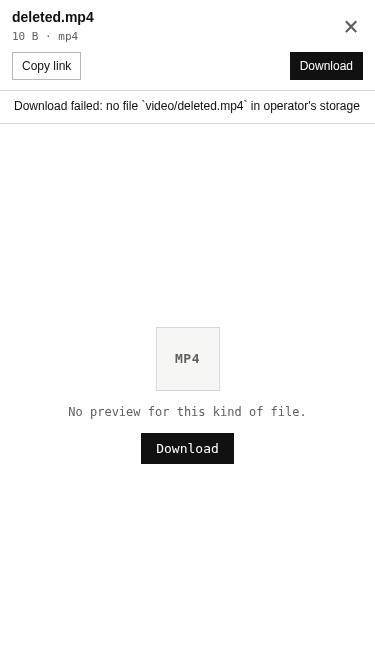 deleted.mp4
10 B · mp4
Copy link
Download
Download failed: no file `video/deleted.mp4` in operator's storage
MP4
No preview for this kind of file.
Download